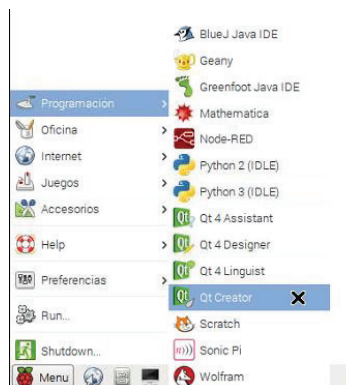 BlueJ Java IDE
Geany
Greenfoot Java IDE
Programación
Mathematica
Oficina
Node-RED
Internet
Python 2 (IDLE)
Juegos
Python 3 (IDLE)
Accesorios
Qt 4 Assistant
Help
Qt 4 Designer
Preferencias
Qt 4 Linguist
Qt Creator
Run...
Scratch
Shutdown...
Sonic Pi
Menu
Wolfram